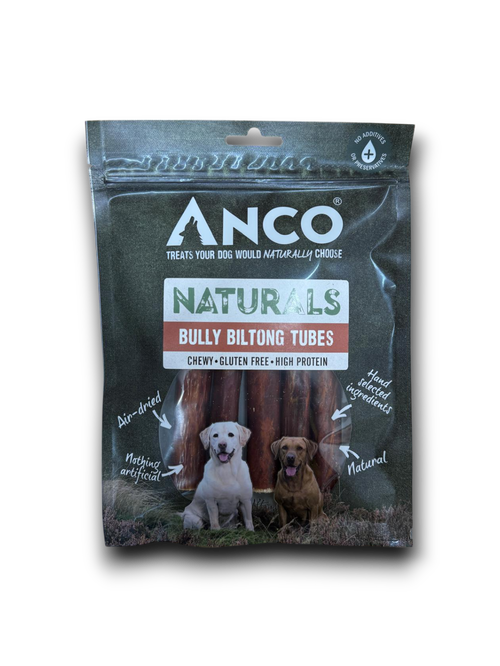 NO ADDITIVES
OR PRESERVATIVES
ANCO®
TREATS YOUR DOG WOULD NATURALLY CHOOSE
NATURALS
BULLY BILTONG TUBES
CHEWY • GLUTEN FREE • HIGH PROTEIN
Air-dried
Hand
selected
ingredients
Nothing
artificial
Natural